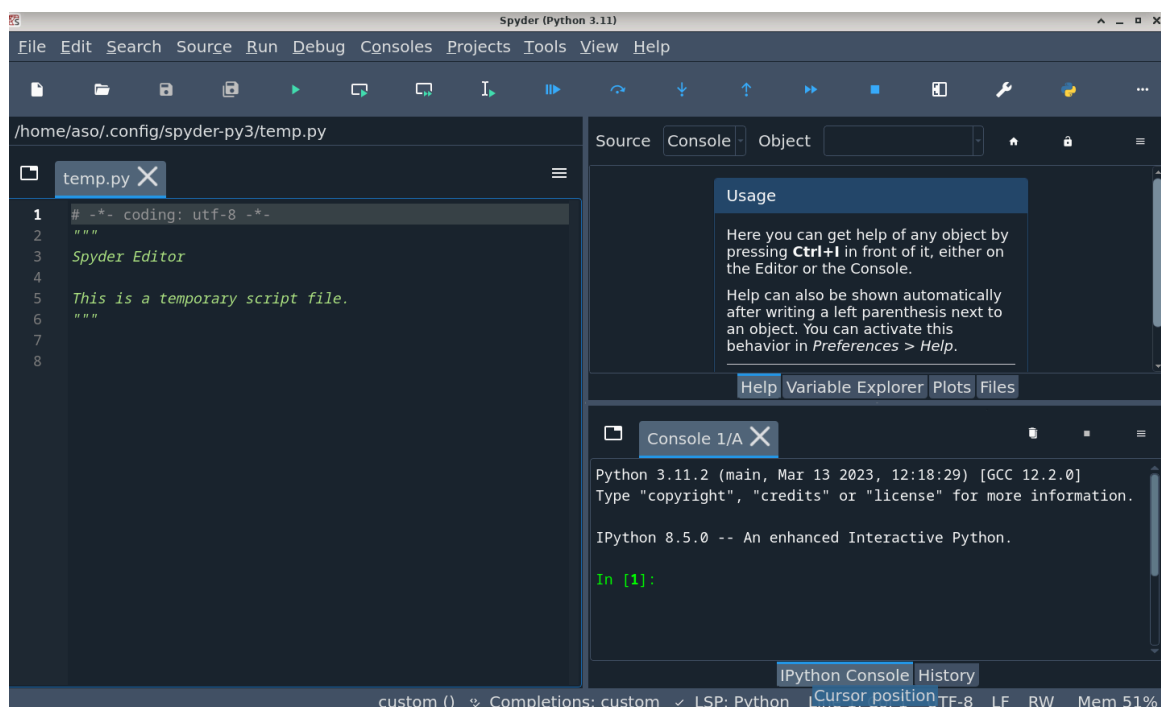 Spyder (Python 3.11)
File Edit Search Source Run Debug Consoles Projects Tools View Help
/home/aso/.config/spyder-py3/temp.py
temp.py
1 # -*- coding: utf-8 -*-
2 """
3 Spyder Editor
4
5 This is a temporary script file.
6 """
7
8
Source Console Object
Usage
Here you can get help of any object by
pressing Ctrl+I in front of it, either on
the Editor or the Console.
Help can also be shown automatically
after writing a left parenthesis next to
an object. You can activate this
behavior in Preferences > Help.
Help Variable Explorer Plots Files
Console 1/A
Python 3.11.2 (main, Mar 13 2023, 12:18:29) [GCC 12.2.0]
Type "copyright", "credits" or "license" for more information.
IPython 8.5.0 -- An enhanced Interactive Python.
In [1]:
IPython Console History
Cursor position
custom () Completions: custom LSP: Python LF RW Mem 51%